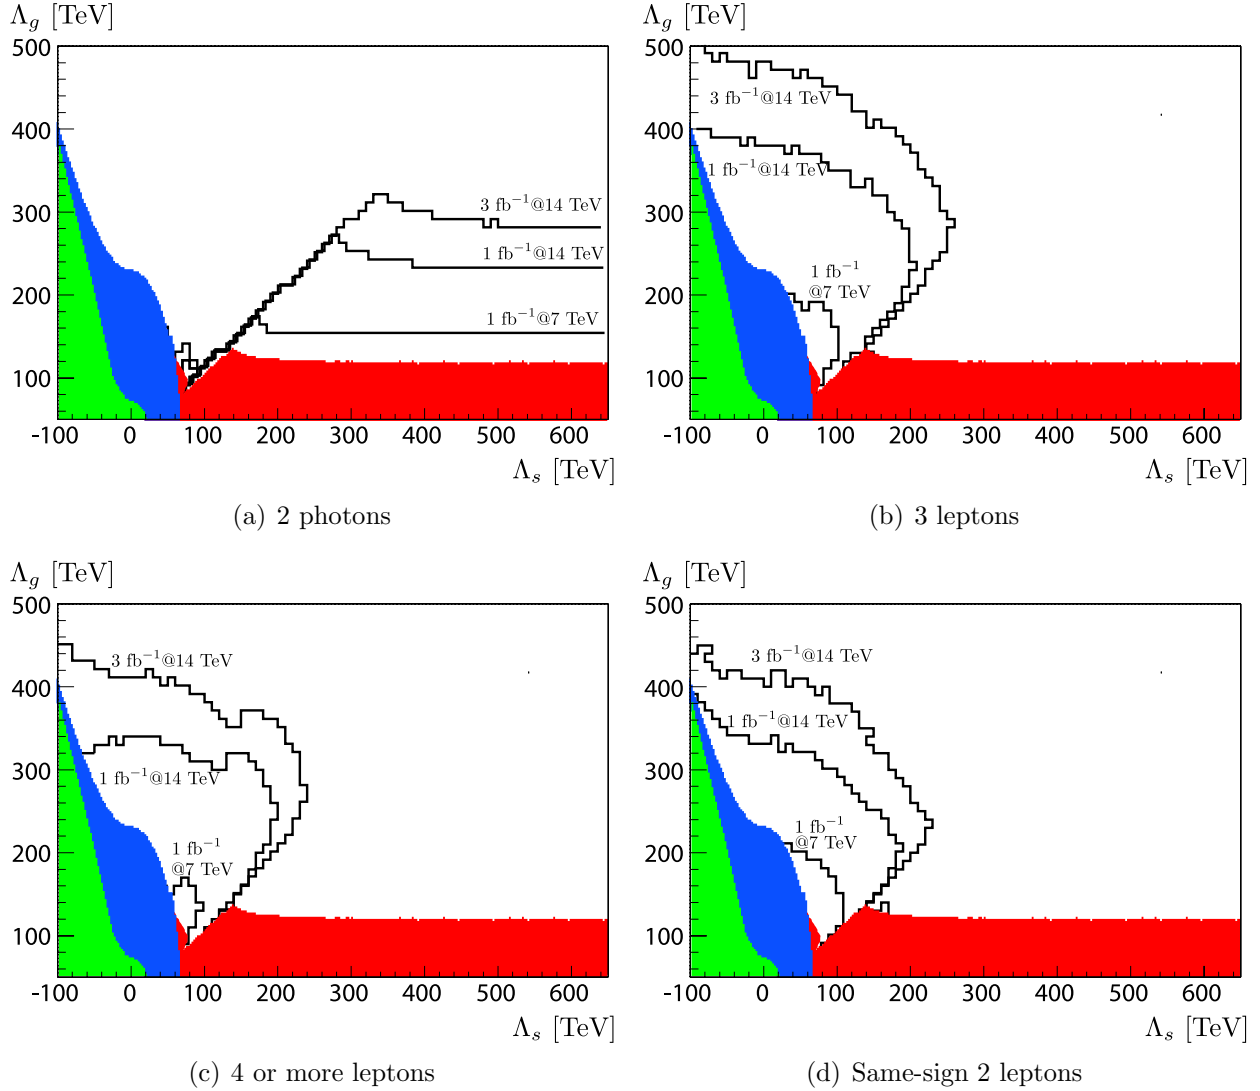 Λg [TeV]
500
400
300
200
100
3 fb−1@14 TeV
1 fb−1@14 TeV
1 fb−1@7 TeV
-100 0 100 200 300 400 500 600
Λs [TeV]
(a) 2 photons
Λg [TeV]
500
400
300
200
100
3 fb−1@14 TeV
1 fb−1@14 TeV
1 fb−1
@7 TeV
-100 0 100 200 300 400 500 600
Λs [TeV]
(b) 3 leptons
Λg [TeV]
500
400
300
200
100
3 fb−1@14 TeV
1 fb−1@14 TeV
1 fb−1
@7 TeV
-100 0 100 200 300 400 500 600
Λs [TeV]
(c) 4 or more leptons
Λg [TeV]
500
400
300
200
100
3 fb−1@14 TeV
1 fb−1@14 TeV
1 fb−1
@7 TeV
-100 0 100 200 300 400 500 600
Λs [TeV]
(d) Same-sign 2 leptons